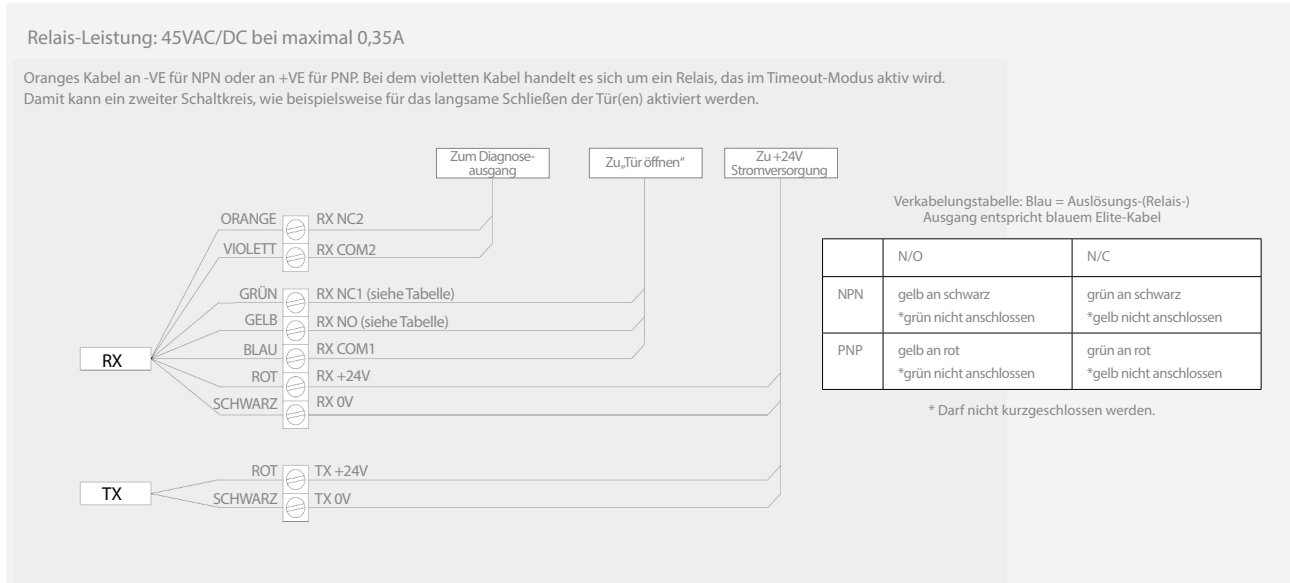 Relais-Leistung: 45VAC/DC bei maximal 0,35A
Oranges Kabel an -VE für NPN oder an +VE für PNP. Bei dem violetten Kabel handelt es sich um ein Relais, das im Timeout-Modus aktiv wird.
Damit kann ein zweiter Schaltkreis, wie beispielsweise für das langsame Schließen der Tür(en) aktiviert werden.
Zum Diagnose-
ausgang
Zu„Tür öffnen“
Zu +24V
Stromversorgung
ORANGE RX NC2
VIOLETT RX COM2
GRÜN RX NC1 (siehe Tabelle)
GELB RX NO (siehe Tabelle)
BLAU RX COM1
RX
ROT RX +24V
SCHWARZ RX 0V
ROT TX +24V
TX
SCHWARZ TX 0V
Verkabelungstabelle: Blau = Auslösungs-(Relais-)
Ausgang entspricht blauem Elite-Kabel
N/O N/C
NPN gelb an schwarz grün an schwarz
*grün nicht anschlossen *gelb nicht anschlossen
PNP gelb an rot grün an rot
*grün nicht anschlossen *gelb nicht anschlossen
* Darf nicht kurzgeschlossen werden.